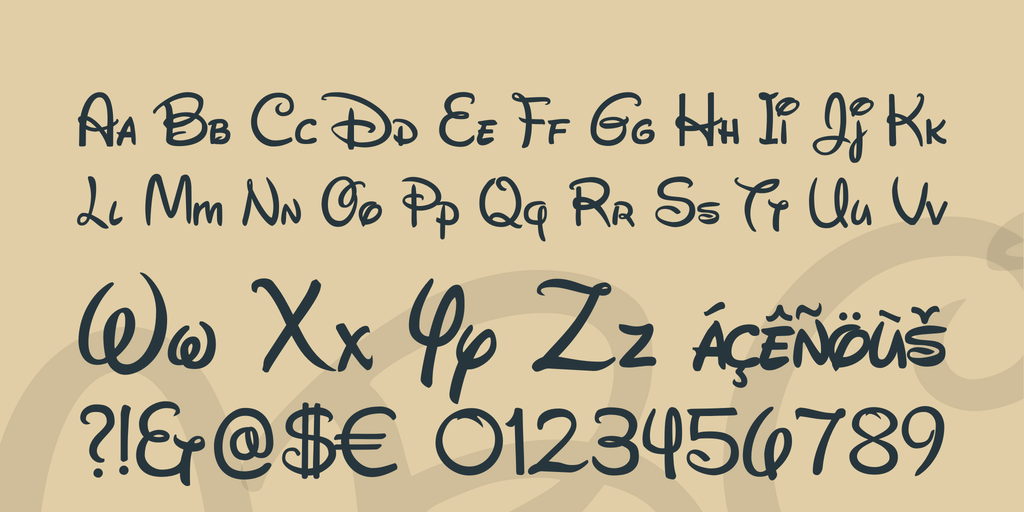 Aa Bb Cc Dd Ee Ff Gg Hh Ii Jj Kk
Ll Mm Nn Oo Pp Qq Rr Ss Tt Uu Vv
Ww Xx Yy Zz áçêñöùš
?!&@$€ 0123456789